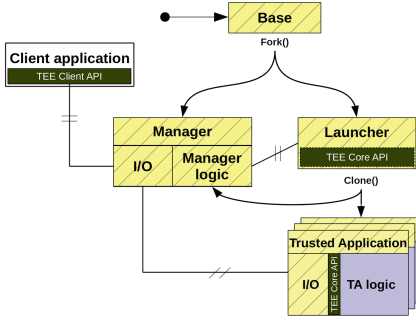 Base
Fork()
Client application
TEE Client API
Manager
I/O
Manager
logic
Launcher
TEE Core API
Clone()
Trusted Application
I/O
TEE Core API
TA logic